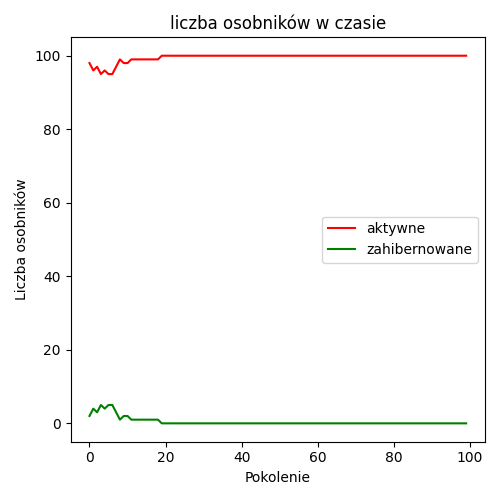 liczba osobników w czasie
Liczba osobników
100
80
60
40
20
0
aktywne
zahibernowane
0 20 40 60 80 100
Pokolenie